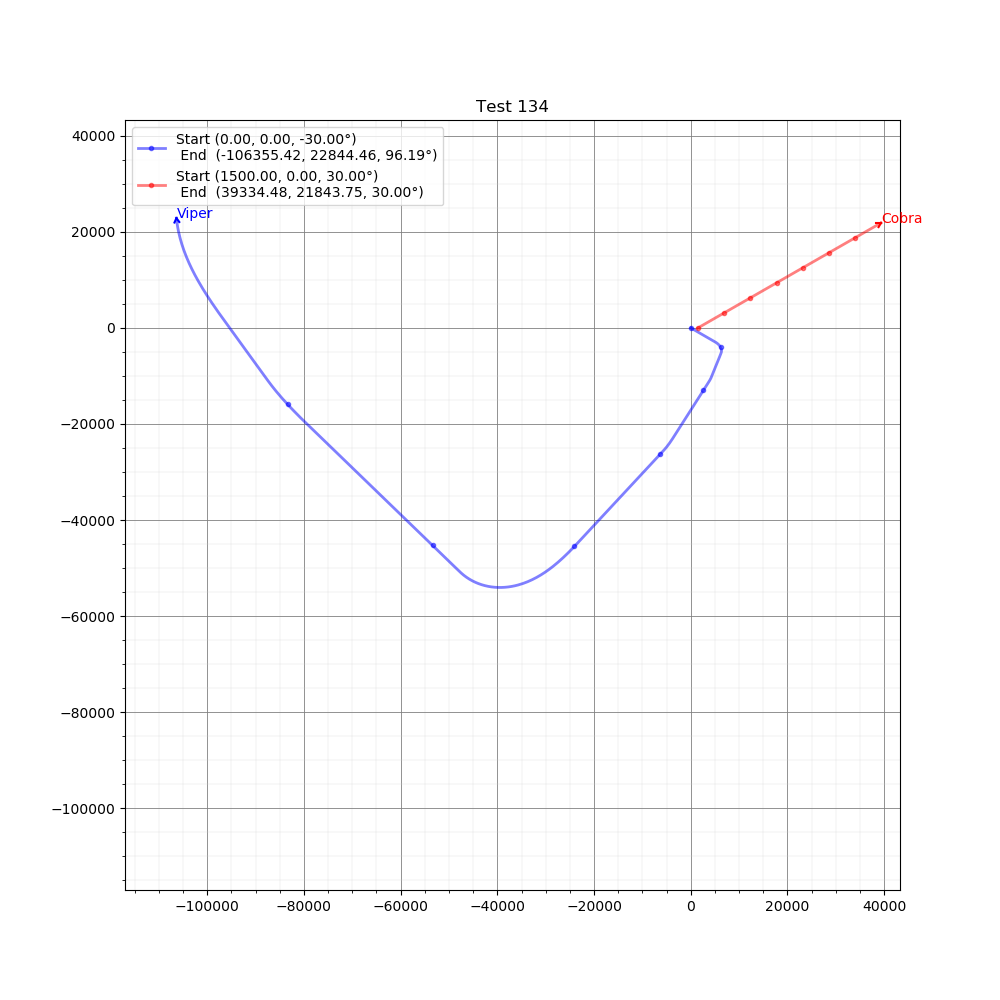 Test 134
Start (0.00, 0.00, -30.00°)
End (-106355.42, 22844.46, 96.19°)
Start (1500.00, 0.00, 30.00°)
End (39334.48, 21843.75, 30.00°)
Viper
Cobra
40000
20000
0
−20000
−40000
−60000
−80000
−100000
−100000 −80000 −60000 −40000 −20000 0 20000 40000